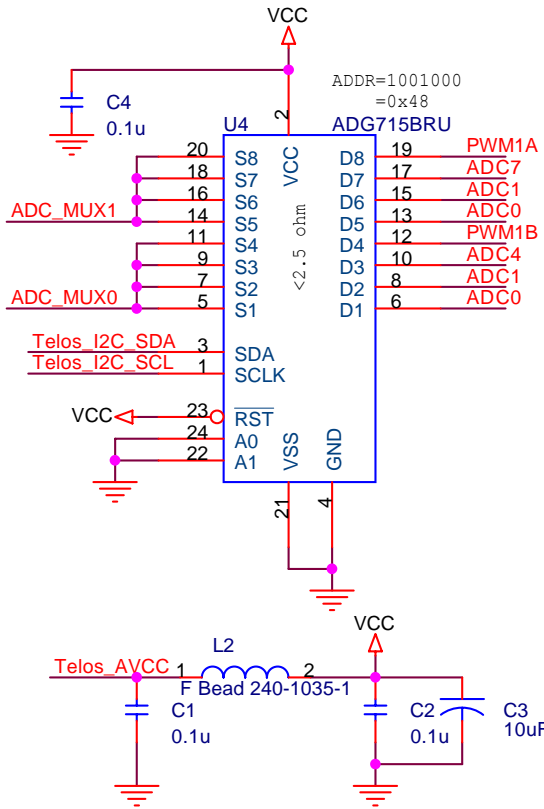 VCC
C4
0.1u
ADDR=1001000
=0x48
U4
ADG715BRU
2
VCC
<2.5 ohm
20 S8
18 S7
16 S6
14 S5
11 S4
9 S3
7 S2
5 S1
ADC_MUX1
ADC_MUX0
D8 19 PWM1A
D7 17 ADC7
D6 15 ADC1
D5 13 ADC0
D4 12 PWM1B
D3 10 ADC4
D2 8 ADC1
D1 6 ADC0
Telos_I2C_SDA 3 SDA
Telos_I2C_SCL 1 SCLK
VCC 23 RST
24 A0
22 A1
VSS
GND
21
4
VCC
L2
Telos_AVCC 1 2
F Bead 240-1035-1
C1
0.1u
C2
0.1u
C3
10uF